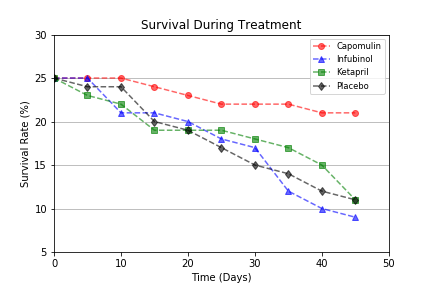 Survival During Treatment
Capomulin
Infubinol
Ketapril
Placebo
Survival Rate (%)
30
25
20
15
10
5
0 10 20 30 40 50
Time (Days)